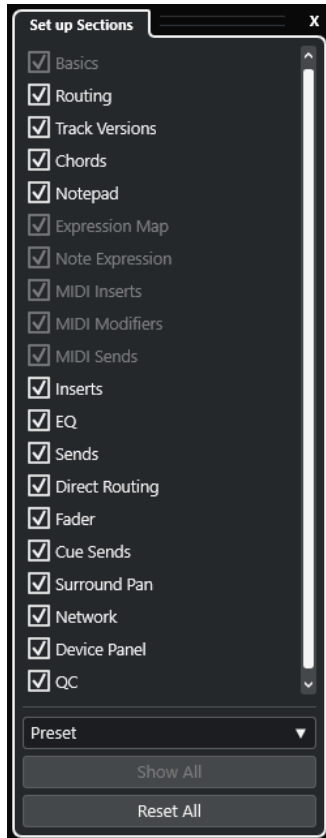 Set up Sections X
Basics
Routing
Track Versions
Chords
Notepad
Expression Map
Note Expression
MIDI Inserts
MIDI Modifiers
MIDI Sends
Inserts
EQ
Sends
Direct Routing
Fader
Cue Sends
Surround Pan
Network
Device Panel
QC
Preset
Show All
Reset All